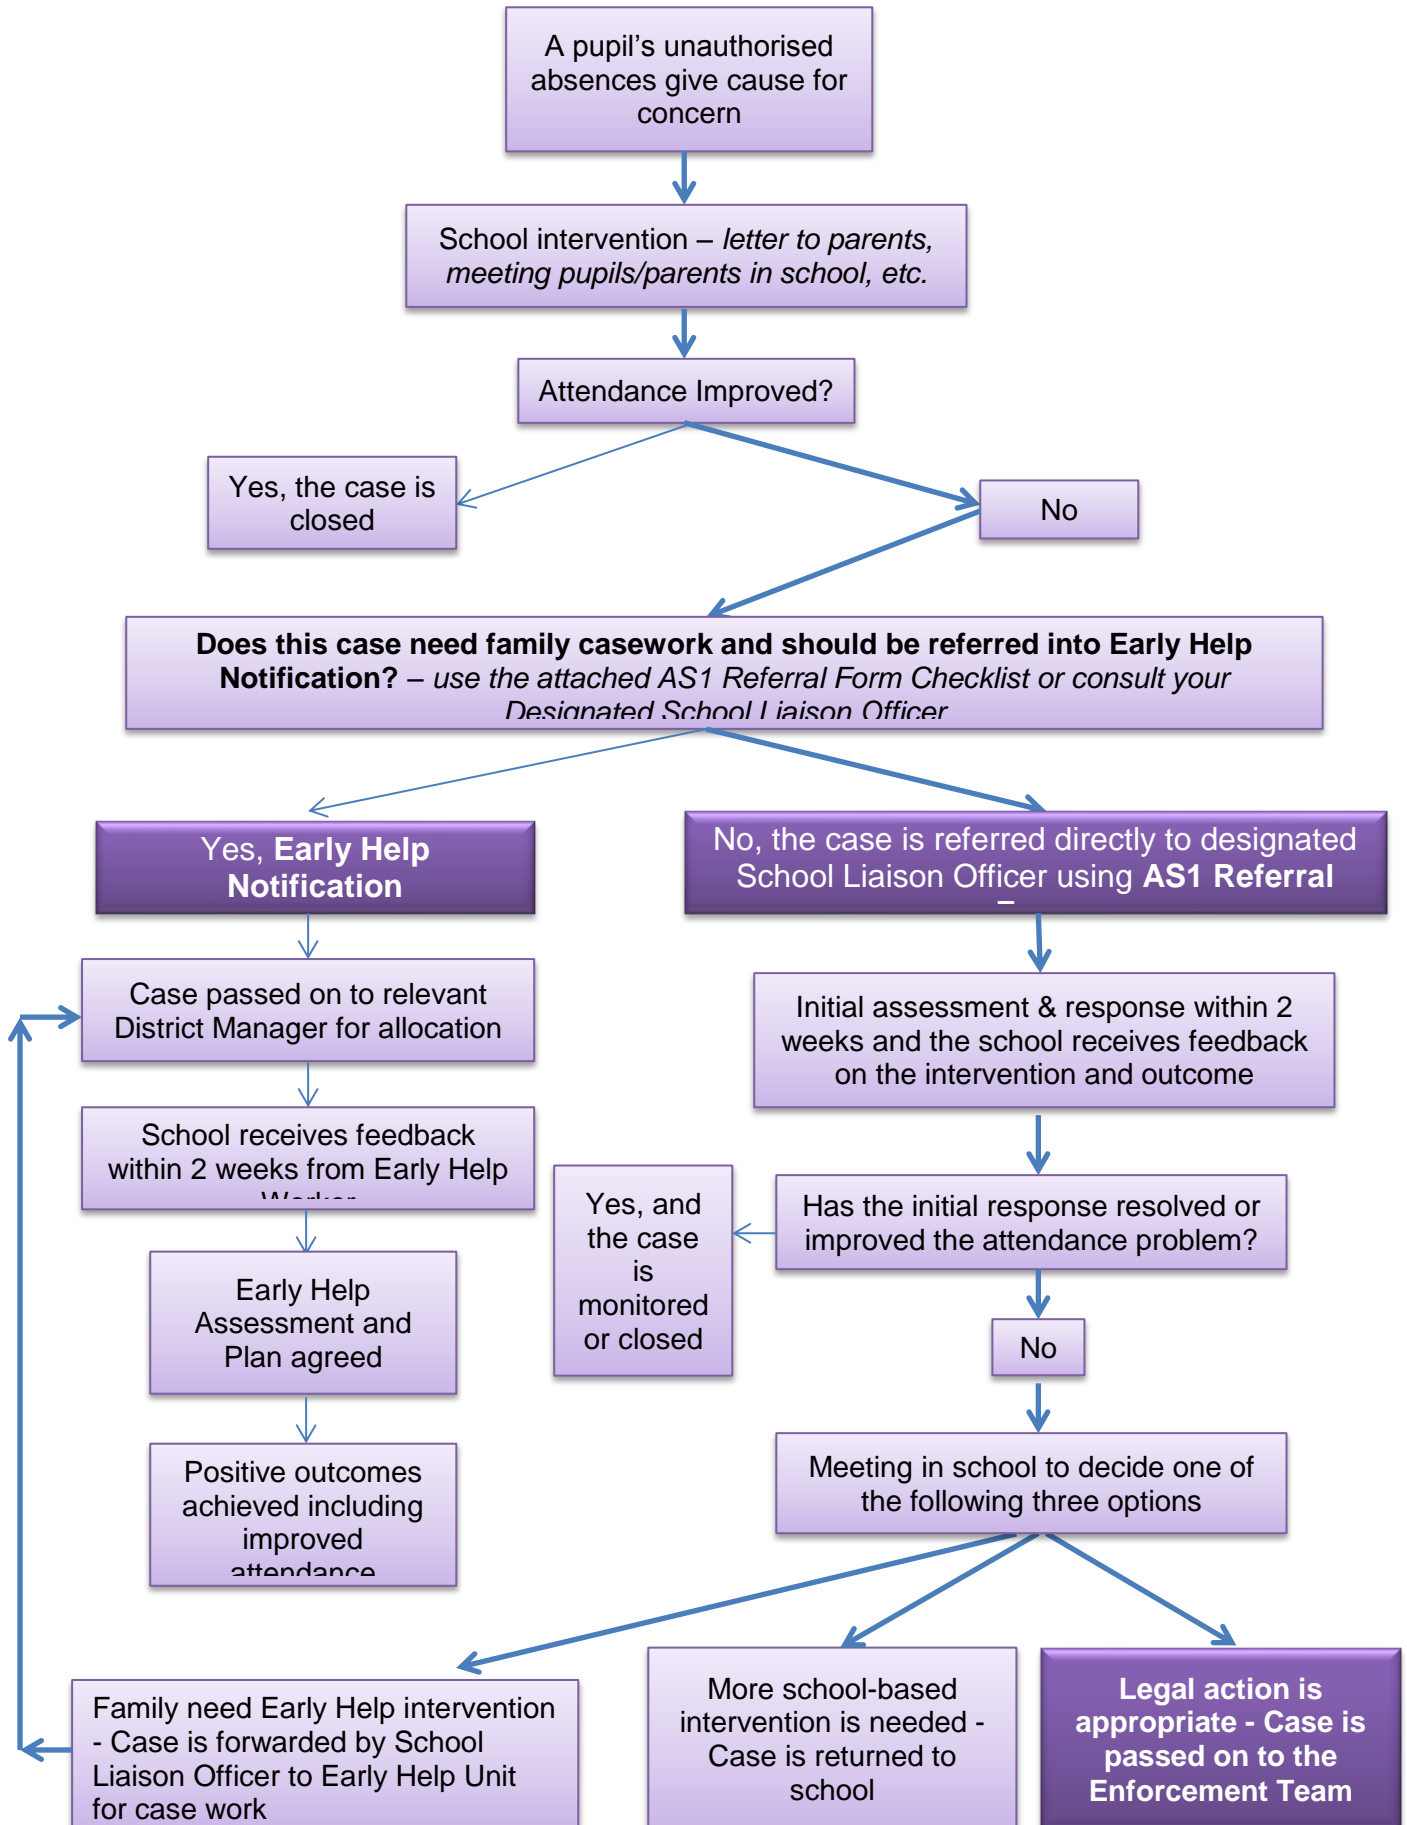 A pupil’s unauthorised
absences give cause for
concern
School intervention – letter to parents,
meeting pupils/parents in school, etc.
Attendance Improved?
Yes, the case is
closed
No
Does this case need family casework and should be referred into Early Help
Notification? – use the attached AS1 Referral Form Checklist or consult your
Designated School Liaison Officer
Yes, Early Help
Notification
No, the case is referred directly to designated
School Liaison Officer using AS1 Referral
Case passed on to relevant
District Manager for allocation
School receives feedback
within 2 weeks from Early Help
Worker
Early Help
Assessment and
Plan agreed
Positive outcomes
achieved including
improved
attendance
Initial assessment & response within 2
weeks and the school receives feedback
on the intervention and outcome
Has the initial response resolved or
improved the attendance problem?
Yes, and
the case
is
monitored
or closed
No
Meeting in school to decide one of
the following three options
Family need Early Help intervention
- Case is forwarded by School
Liaison Officer to Early Help Unit
for case work
More school-based
intervention is needed -
Case is returned to
school
Legal action is
appropriate - Case is
passed on to the
Enforcement Team